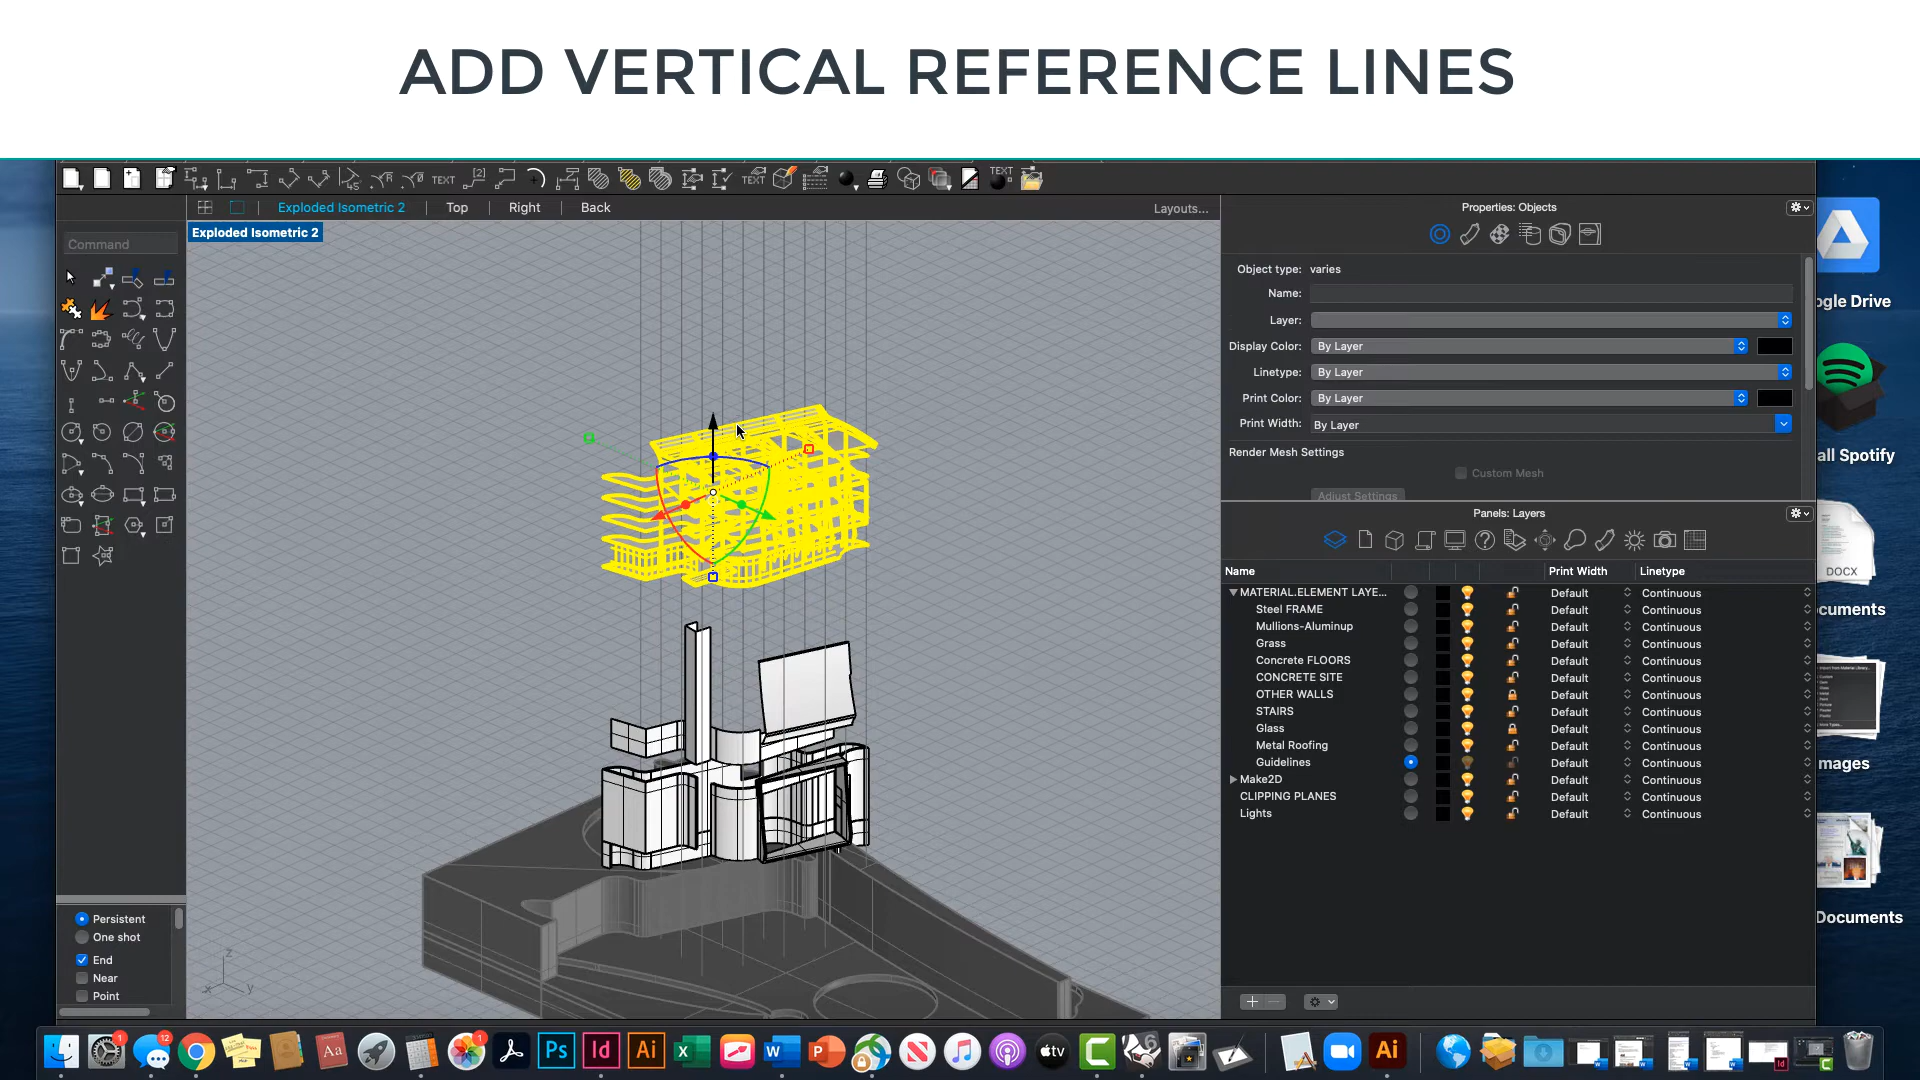 ADD VERTICAL REFERENCE LINES
TEXT
TEXT
TEXT
Exploded Isometric 2
Top
Right
Back
Layouts...
Exploded Isometric 2
Command
Persistent
One shot
End
Near
Point
z
x
y
Properties: Objects
Object type: varies
Name:
Layer:
Display Color: By Layer
Linetype: By Layer
Print Color: By Layer
Print Width: By Layer
Render Mesh Settings
Custom Mesh
Adjust Settings
Panels: Layers
Name Print Width Linetype
MATERIAL.ELEMENT LAYE... Default Continuous
Steel FRAME Default Continuous
Mullions-Aluminup Default Continuous
Grass Default Continuous
Concrete FLOORS Default Continuous
CONCRETE SITE Default Continuous
OTHER WALLS Default Continuous
STAIRS Default Continuous
Glass Default Continuous
Metal Roofing Default Continuous
Guidelines Default Continuous
Make2D Default Continuous
CLIPPING PLANES Default Continuous
Lights Default Continuous
ogle Drive
all Spotify
DOCX
cuments
mages
Documents
1
12
Aa
1
Ps
Id
Ai
X
W
P
tv
6
Ai